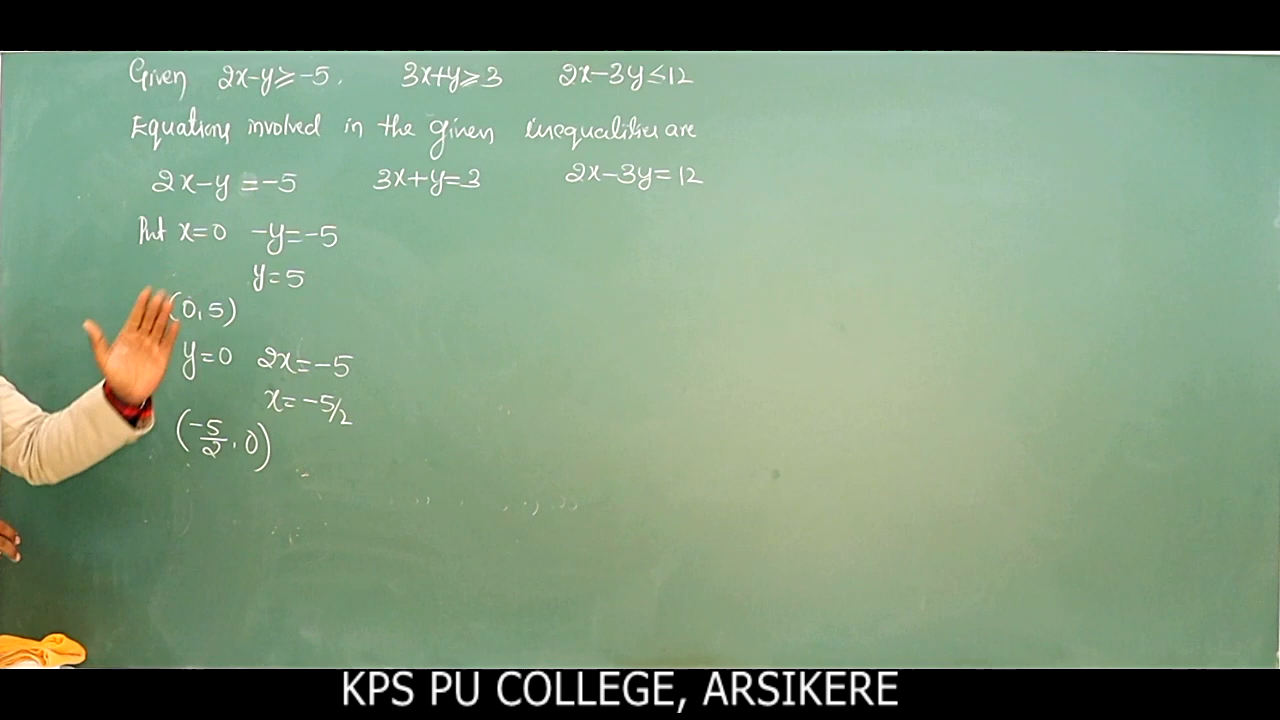 Given 2x-y≥-5. 3x+y≥3 2x-3y≤12
Equations involved in the given inequalities are
2x-y=-5 3x+y=3 2x-3y=12
Put x=0 -y=-5
y=5
(0,5)
y=0 2x=-5
x=-5/2
(-5/2, 0)
KPS PU COLLEGE, ARSIKERE